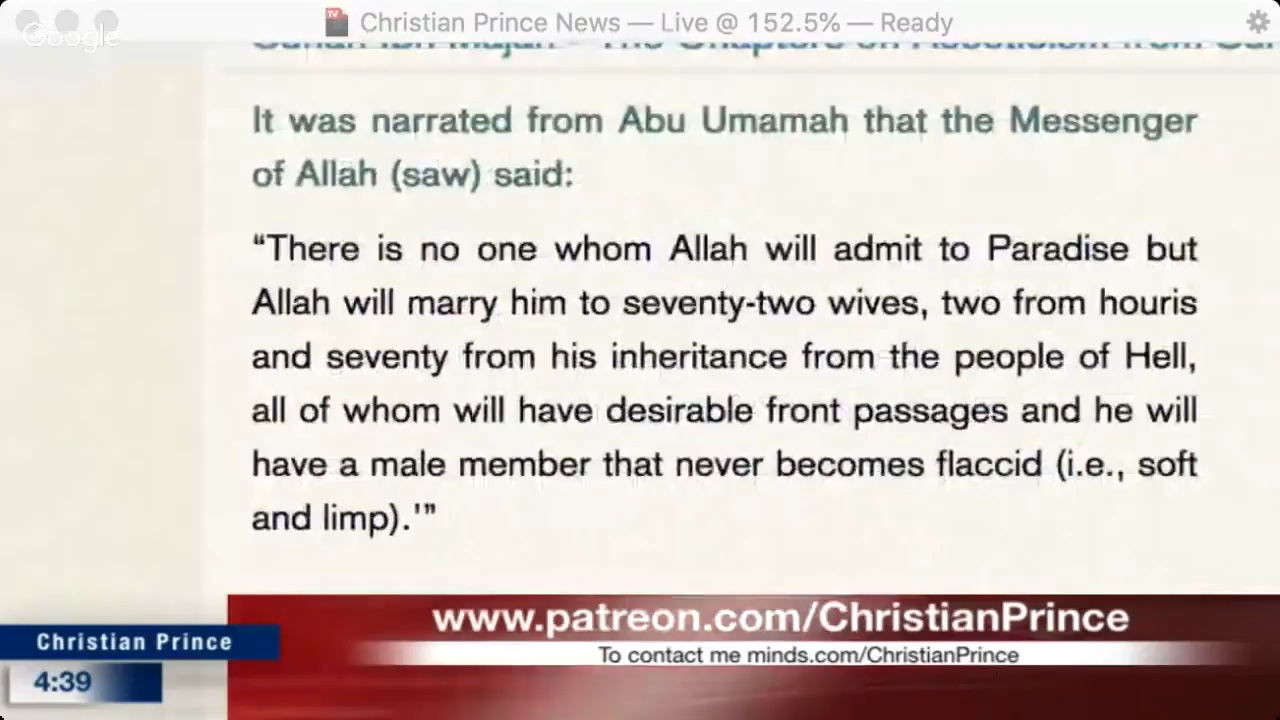 Google
Christian Prince News — Live @ 152.5% — Ready
It was narrated from Abu Umamah that the Messenger
of Allah (saw) said:
“There is no one whom Allah will admit to Paradise but
Allah will marry him to seventy-two wives, two from houris
and seventy from his inheritance from the people of Hell,
all of whom will have desirable front passages and he will
have a male member that never becomes flaccid (i.e., soft
and limp).'”
www.patreon.com/ChristianPrince
Christian Prince
To contact me minds.com/ChristianPrince
4:39